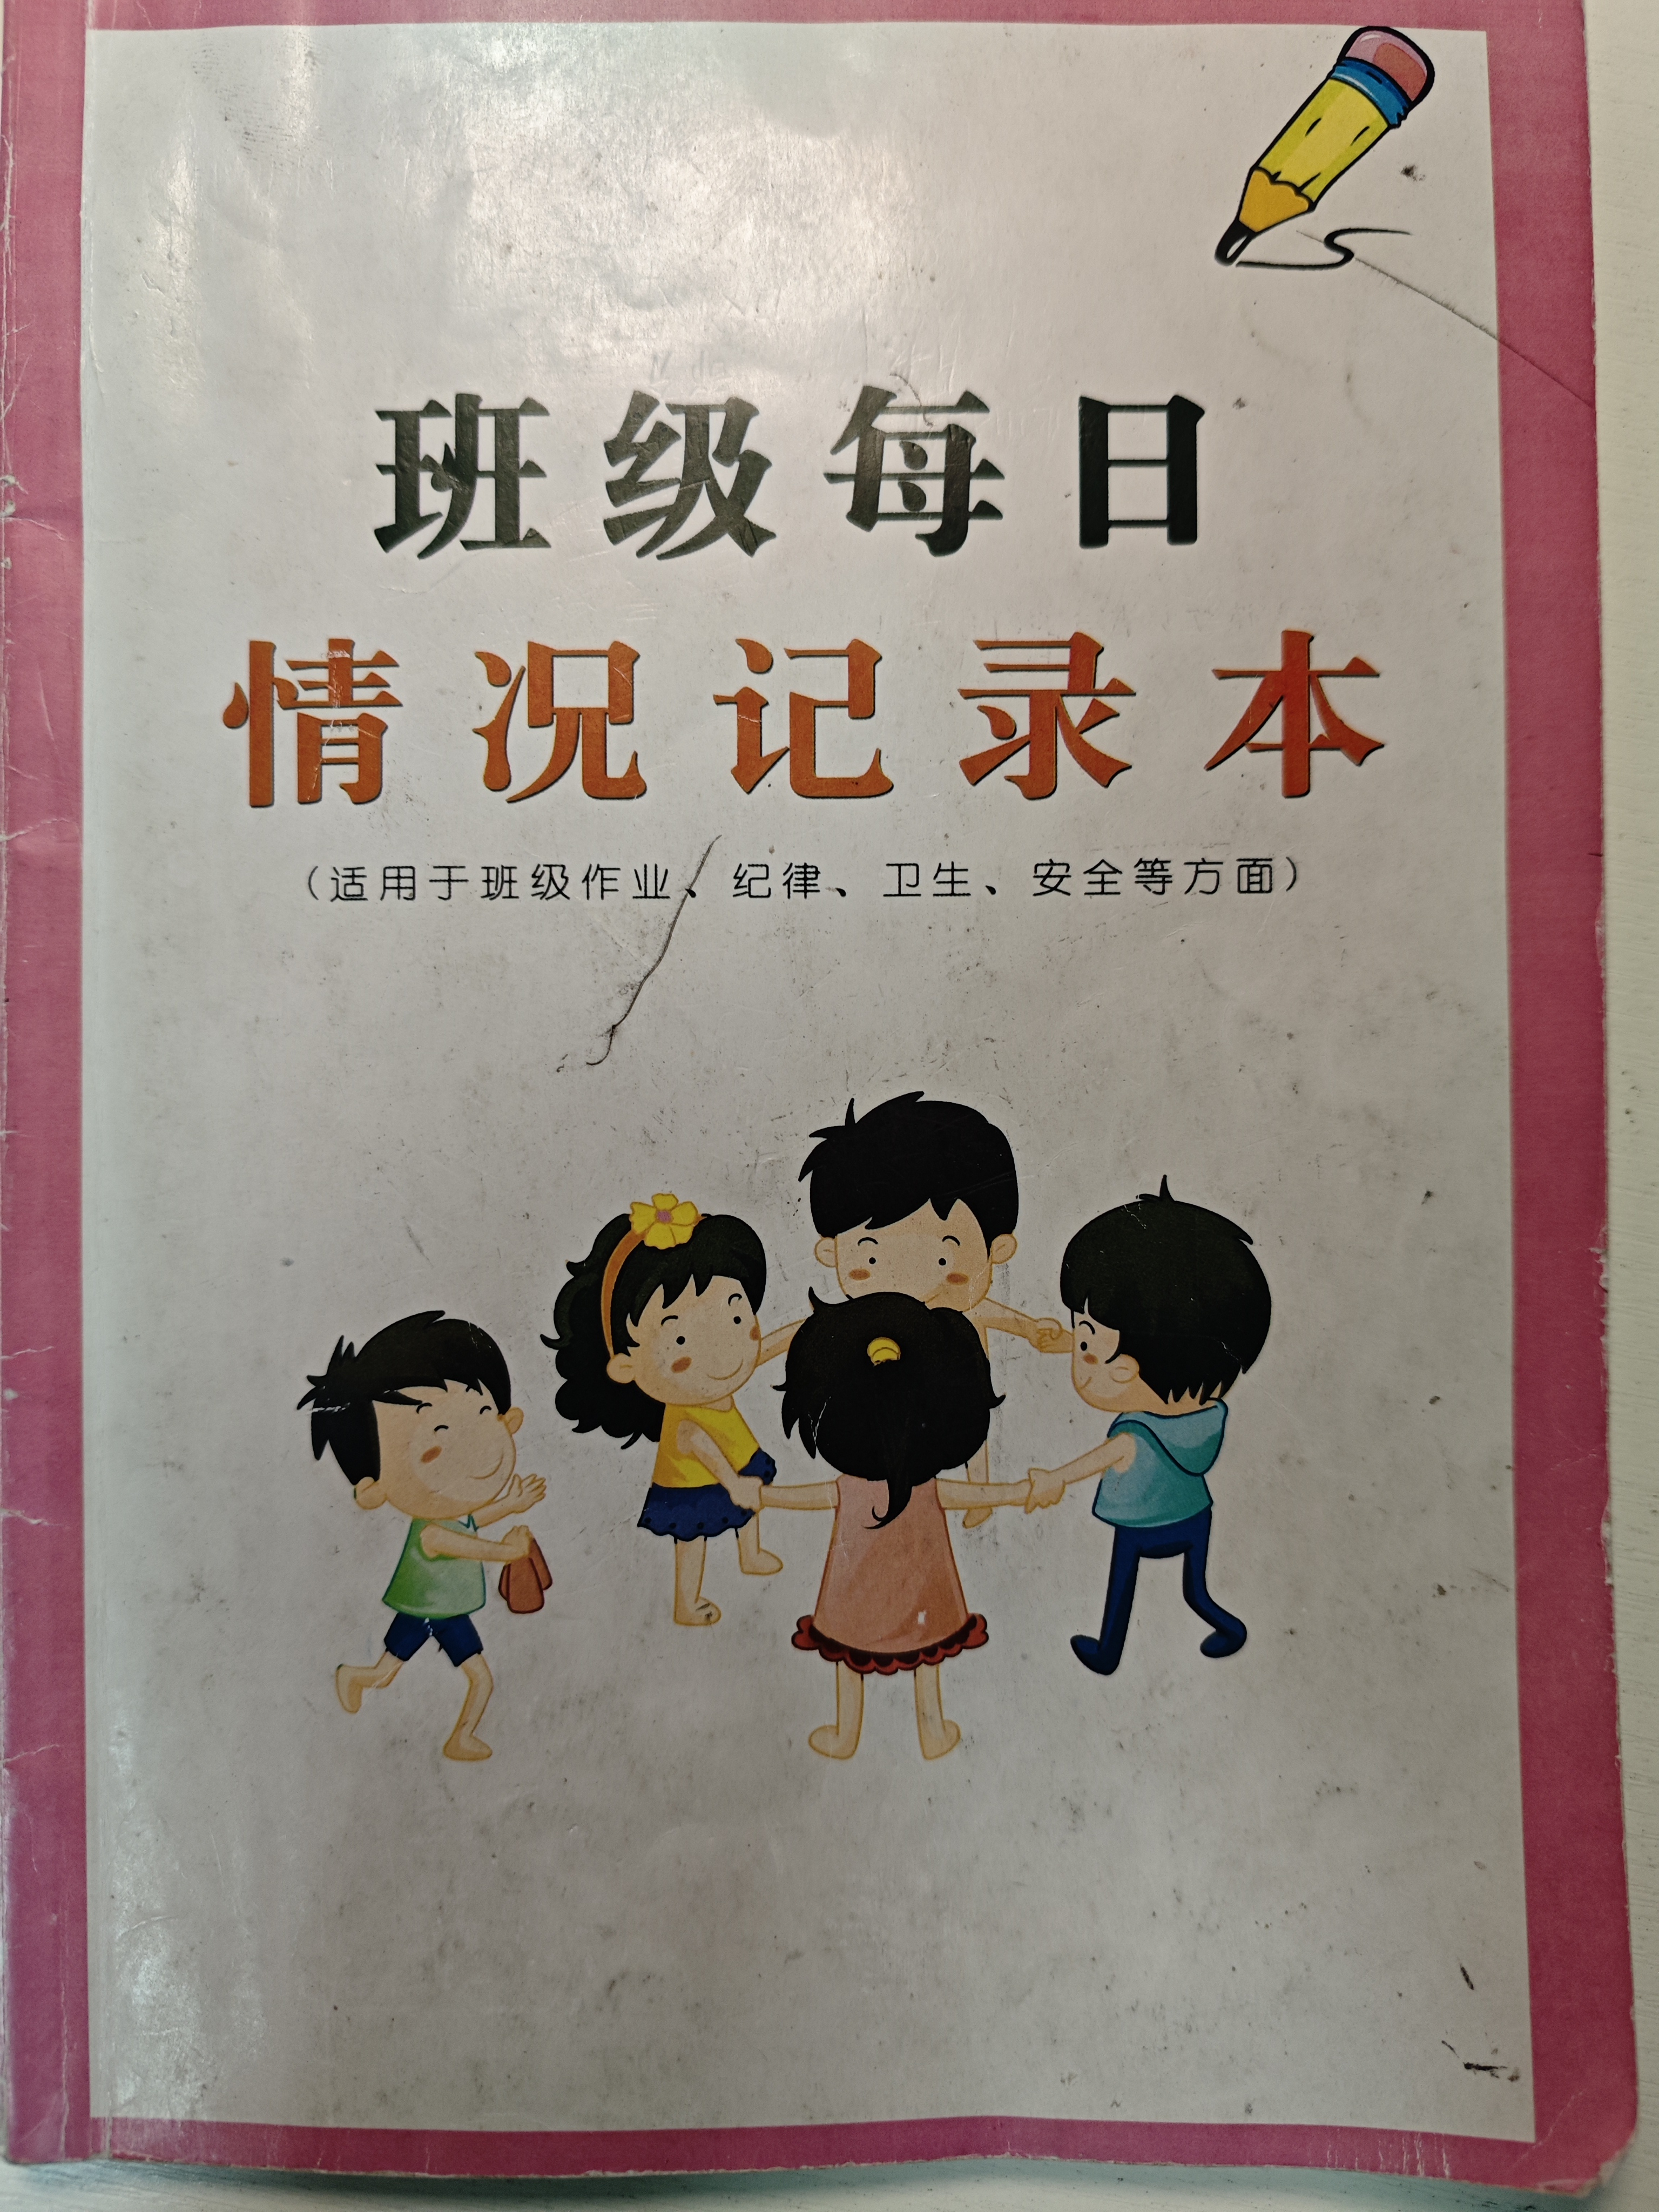 班级每日
情况记录本
（适用于班级作业、纪律、卫生、安全等方面）